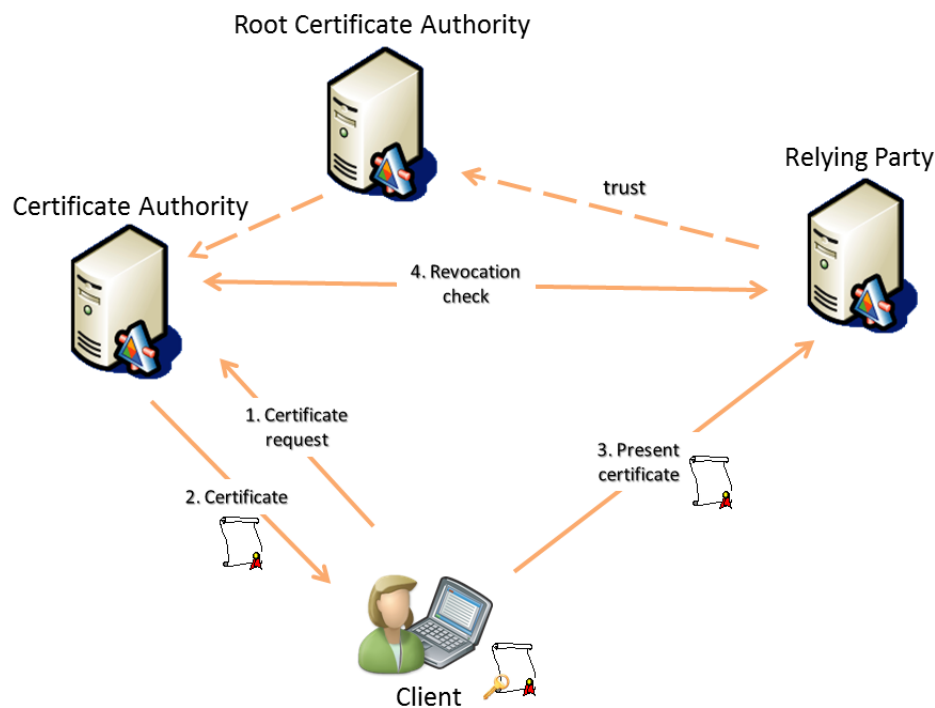 Root Certificate Authority
Relying Party
trust
Certificate Authority
4. Revocation
check
1. Certificate
request
3. Present
certificate
2. Certificate
Client